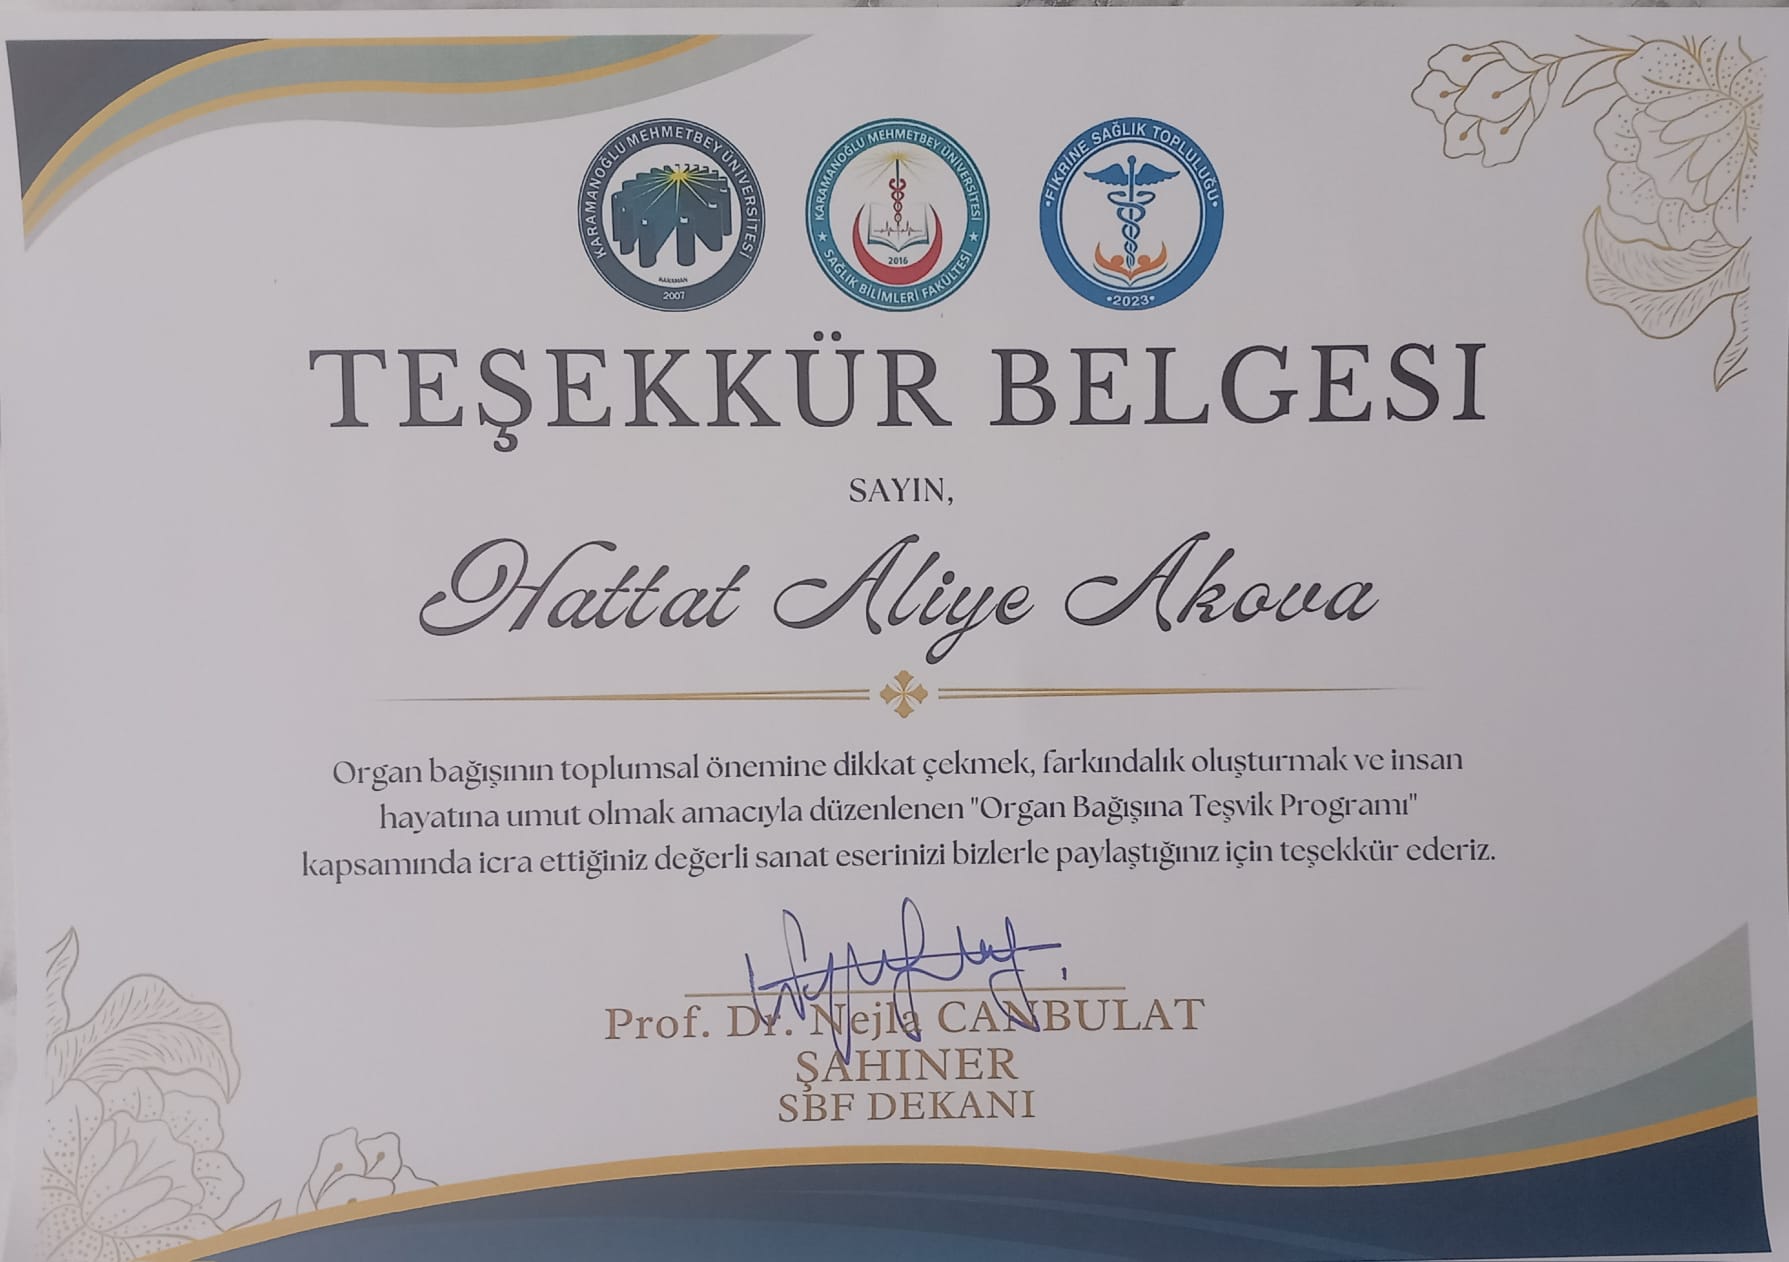 KARAMANOĞLU MEHMETBEY ÜNİVERSİTESİ
KARAMAN
2007
KARAMANOĞLU MEHMETBEY ÜNİVERSİTESİ
★ SAĞLIK BİLİMLERİ FAKÜLTESİ ★
2016
•FİKRİNE SAĞLIK TOPLULUĞU•
•2023•
TEŞEKKÜR BELGESI
SAYIN,
Hattat Aliye Akova
Organ bağışının toplumsal önemine dikkat çekmek, farkındalık oluşturmak ve insan
hayatına umut olmak amacıyla düzenlenen "Organ Bağışına Teşvik Programı"
kapsamında icra ettiğiniz değerli sanat eserinizi bizlerle paylaştığınız için teşekkür ederiz.
Prof. Dr. Nejla CANBULAT
ŞAHINER
SBF DEKANI